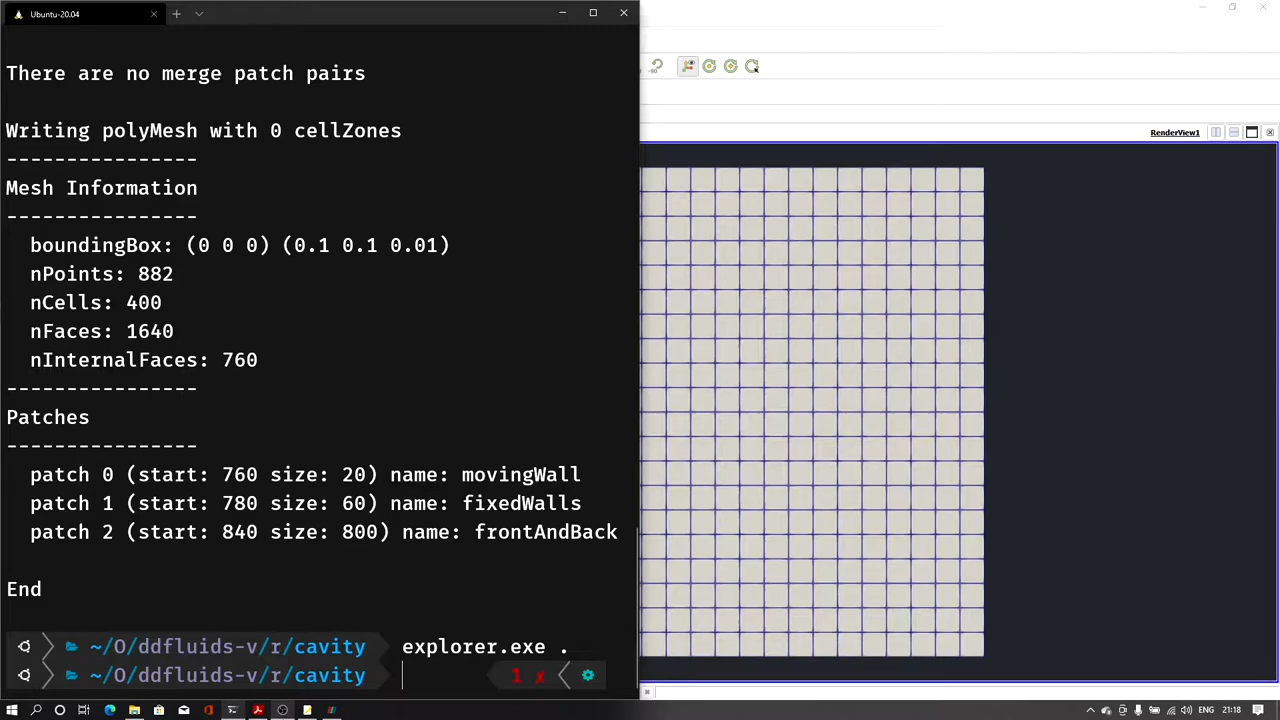 Ubuntu-20.04
There are no merge patch pairs
Writing polyMesh with 0 cellZones
----------------
Mesh Information
----------------
boundingBox: (0 0 0) (0.1 0.1 0.01)
nPoints: 882
nCells: 400
nFaces: 1640
nInternalFaces: 760
----------------
Patches
----------------
patch 0 (start: 760 size: 20) name: movingWall
patch 1 (start: 780 size: 60) name: fixedWalls
patch 2 (start: 840 size: 800) name: frontAndBack
End
~/O/ddfluids-v/r/cavity explorer.exe .
~/O/ddfluids-v/r/cavity 1 x
RenderView1
ENG 21:18